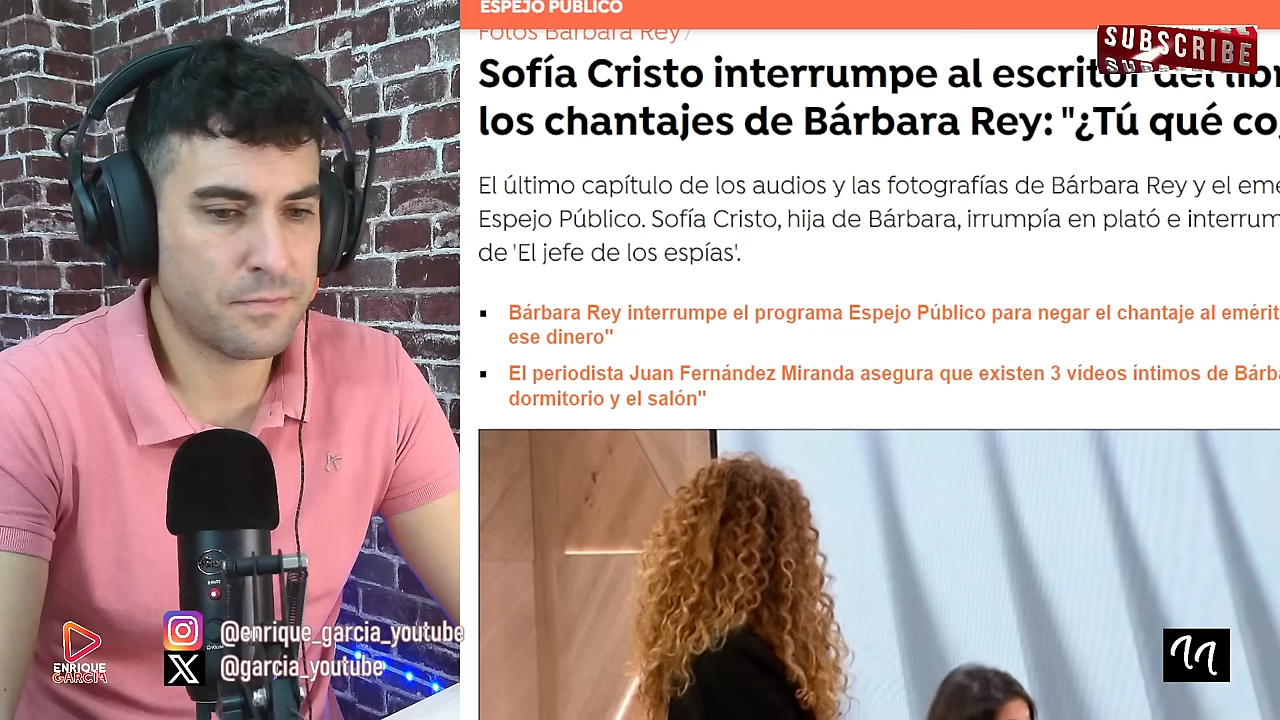 ESPEJO PÚBLICO
Fotos Bárbara Rey /
SUBSCRIBE
Sofía Cristo interrumpe al escritor del libr
los chantajes de Bárbara Rey: "¿Tú qué co
El último capítulo de los audios y las fotografías de Bárbara Rey y el emé
Espejo Público. Sofía Cristo, hija de Bárbara, irrumpía en plató e interrum
de 'El jefe de los espías'.
▪ Bárbara Rey interrumpe el programa Espejo Público para negar el chantaje al emérit
ese dinero"
▪ El periodista Juan Fernández Miranda asegura que existen 3 vídeos íntimos de Bárba
dormitorio y el salón"
@enrique_garcia_youtube
@garcia_youtube
ENRIQUE
GARCIA